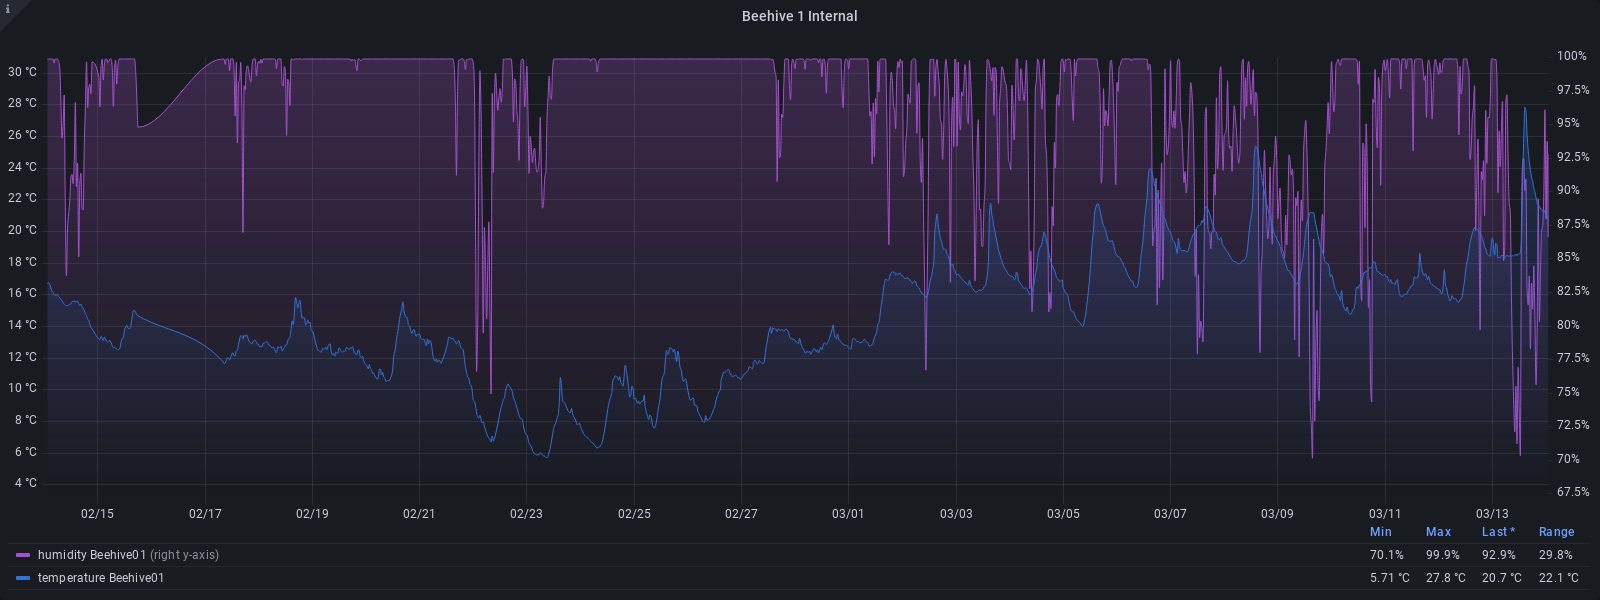 i
Beehive 1 Internal
30 °C
28 °C
26 °C
24 °C
22 °C
20 °C
18 °C
16 °C
14 °C
12 °C
10 °C
8 °C
6 °C
4 °C
100%
97.5%
95%
92.5%
90%
87.5%
85%
82.5%
80%
77.5%
75%
72.5%
70%
67.5%
02/15 02/17 02/19 02/21 02/23 02/25 02/27 03/01 03/03 03/05 03/07 03/09 03/11 03/13
Min Max Last * Range
humidity Beehive01 (right y-axis) 70.1% 99.9% 92.9% 29.8%
temperature Beehive01 5.71 °C 27.8 °C 20.7 °C 22.1 °C